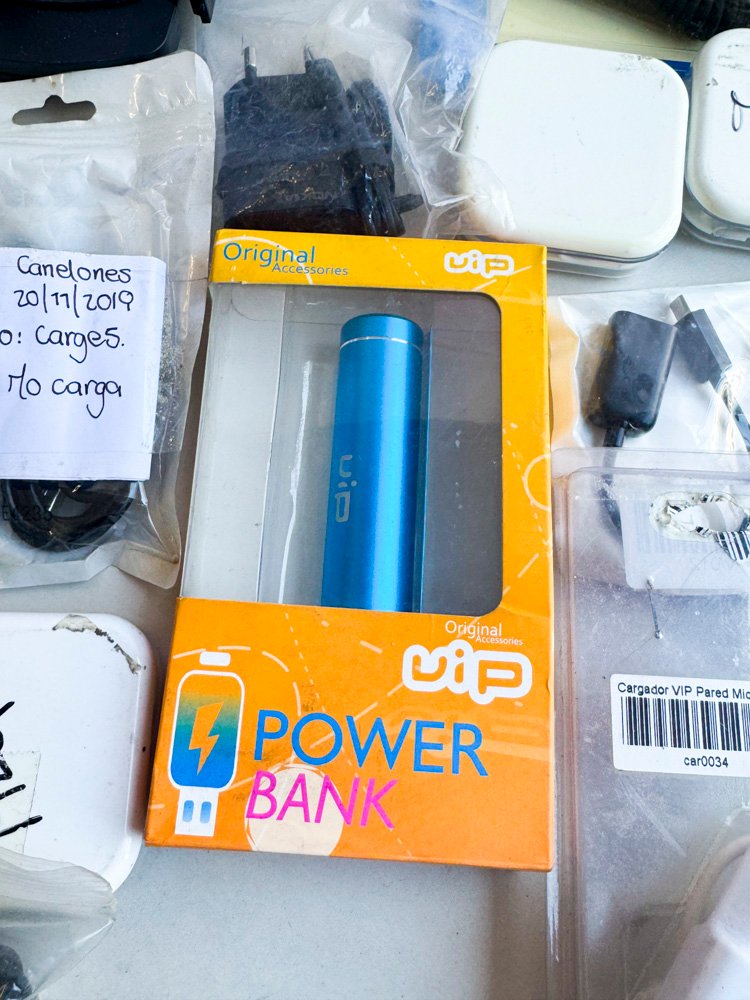 Original
Accessories
vip
Canelones
20/11/2019
o: Carge5.
No carga
vip
Original
Accessories
vip
POWER
BANK
Cargador VIP Pared Mic
car0034